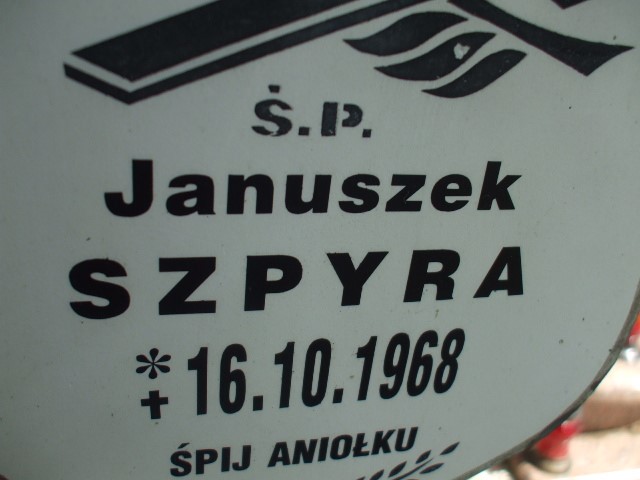 Ś.P.
Januszek
SZPYRA
* 16.10.1968
✝
ŚPIJ ANIOŁKU